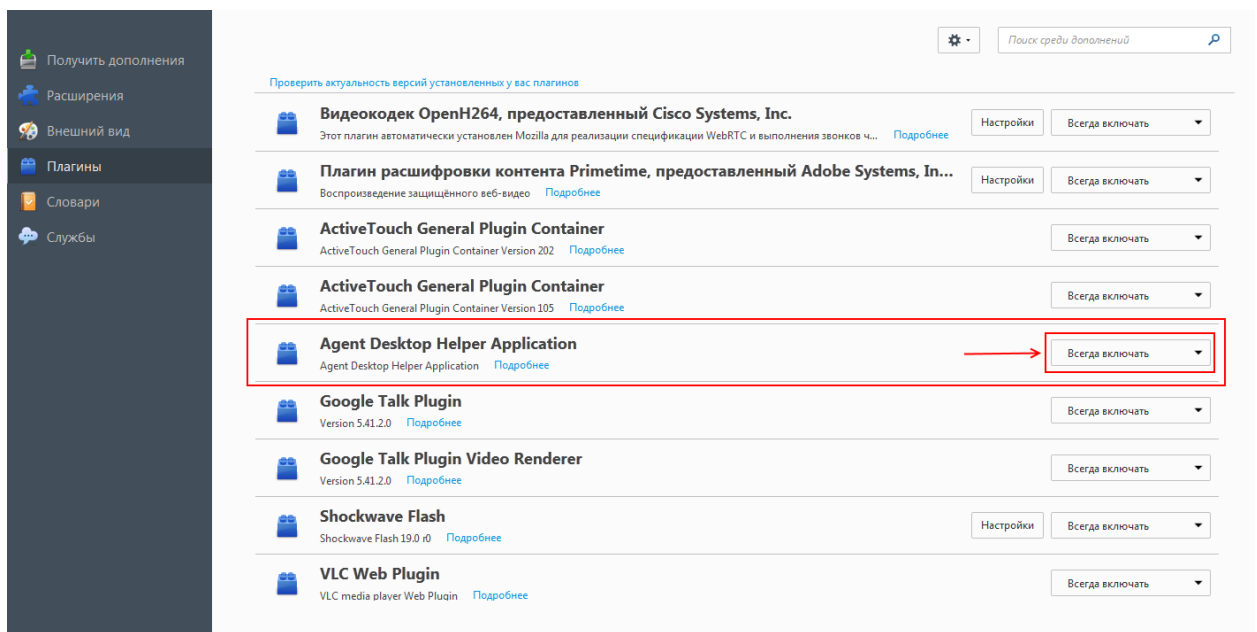 Поиск среди дополнений
Получить дополнения
Расширения
Внешний вид
Плагины
Словари
Службы
Проверить актуальность версий установленных у вас плагинов
Видеокодек OpenH264, предоставленный Cisco Systems, Inc.
Этот плагин автоматически установлен Mozilla для реализации спецификации WebRTC и выполнения звонков ч... Подробнее
Настройки
Всегда включать
Плагин расшифровки контента Primetime, предоставленный Adobe Systems, In...
Воспроизведение защищённого веб-видео Подробнее
Настройки
Всегда включать
ActiveTouch General Plugin Container
ActiveTouch General Plugin Container Version 202 Подробнее
Всегда включать
ActiveTouch General Plugin Container
ActiveTouch General Plugin Container Version 105 Подробнее
Всегда включать
Agent Desktop Helper Application
Agent Desktop Helper Application Подробнее
Всегда включать
Google Talk Plugin
Version 5.41.2.0 Подробнее
Всегда включать
Google Talk Plugin Video Renderer
Version 5.41.2.0 Подробнее
Всегда включать
Shockwave Flash
Shockwave Flash 19.0 r0 Подробнее
Настройки
Всегда включать
VLC Web Plugin
VLC media player Web Plugin Подробнее
Всегда включать